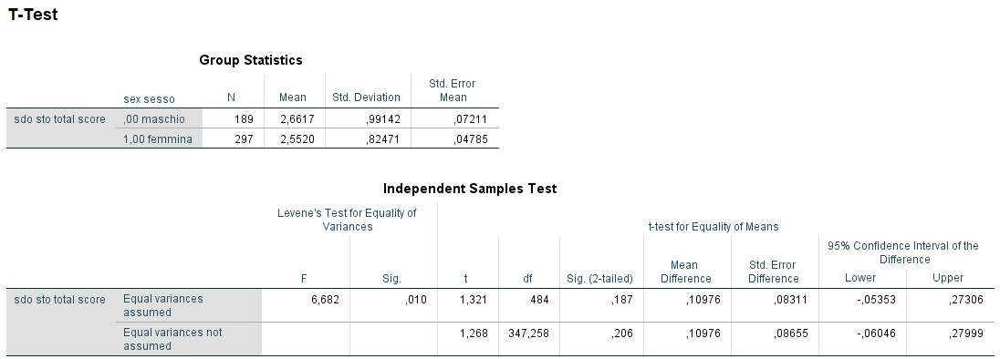 T-Test
Group Statistics
sex sesso N Mean Std. Deviation Std. Error Mean
sdo sto total score ,00 maschio 189 2,6617 ,99142 ,07211
1,00 femmina 297 2,5520 ,82471 ,04785
Independent Samples Test
Levene's Test for Equality of Variances t-test for Equality of Means
95% Confidence Interval of the Difference
F Sig. t df Sig. (2-tailed) Mean Difference Std. Error Difference Lower Upper
sdo sto total score Equal variances assumed 6,682 ,010 1,321 484 ,187 ,10976 ,08311 -,05353 ,27306
Equal variances not assumed 1,268 347,258 ,206 ,10976 ,08655 -,06046 ,27999